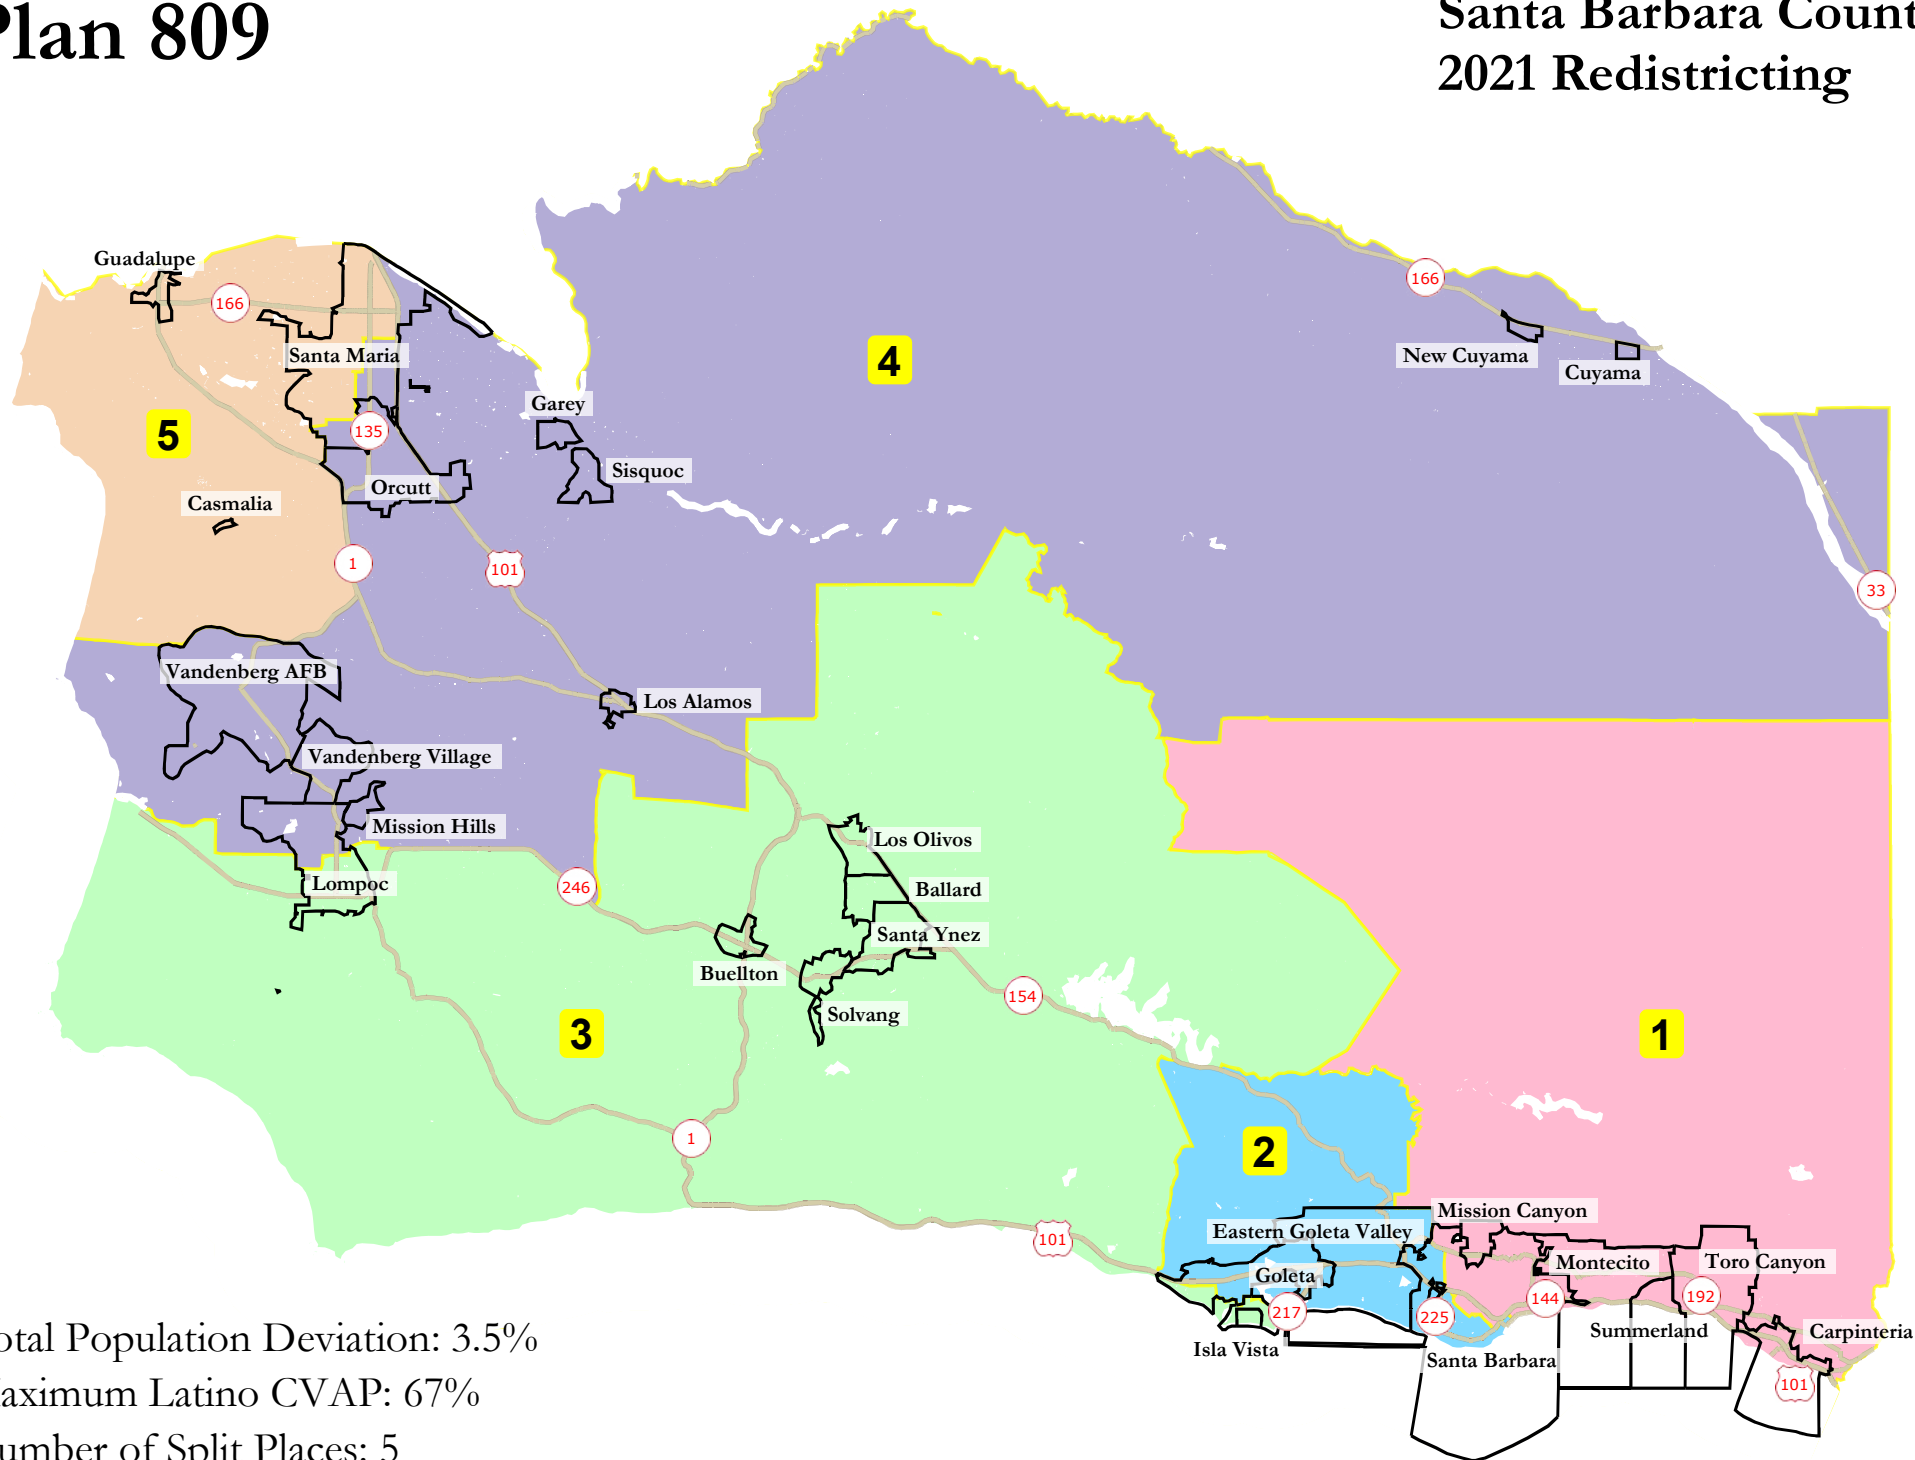 Plan 809
Santa Barbara Count
2021 Redistricting
Guadalupe
166
Santa Maria
5
135
Orcutt
Casmalia
1
101
Garey
Sisquoc
4
166
New Cuyama
Cuyama
33
Vandenberg AFB
Los Alamos
Vandenberg Village
Mission Hills
Lompoc
246
Los Olivos
Ballard
Santa Ynez
Buellton
Solvang
154
3
1
1
2
101
Mission Canyon
Eastern Goleta Valley
Goleta
217
Isla Vista
225
Santa Barbara
144
Montecito
Toro Canyon
192
Summerland
Carpinteria
101
otal Population Deviation: 3.5%
aximum Latino CVAP: 67%
umber of Split Places: 5